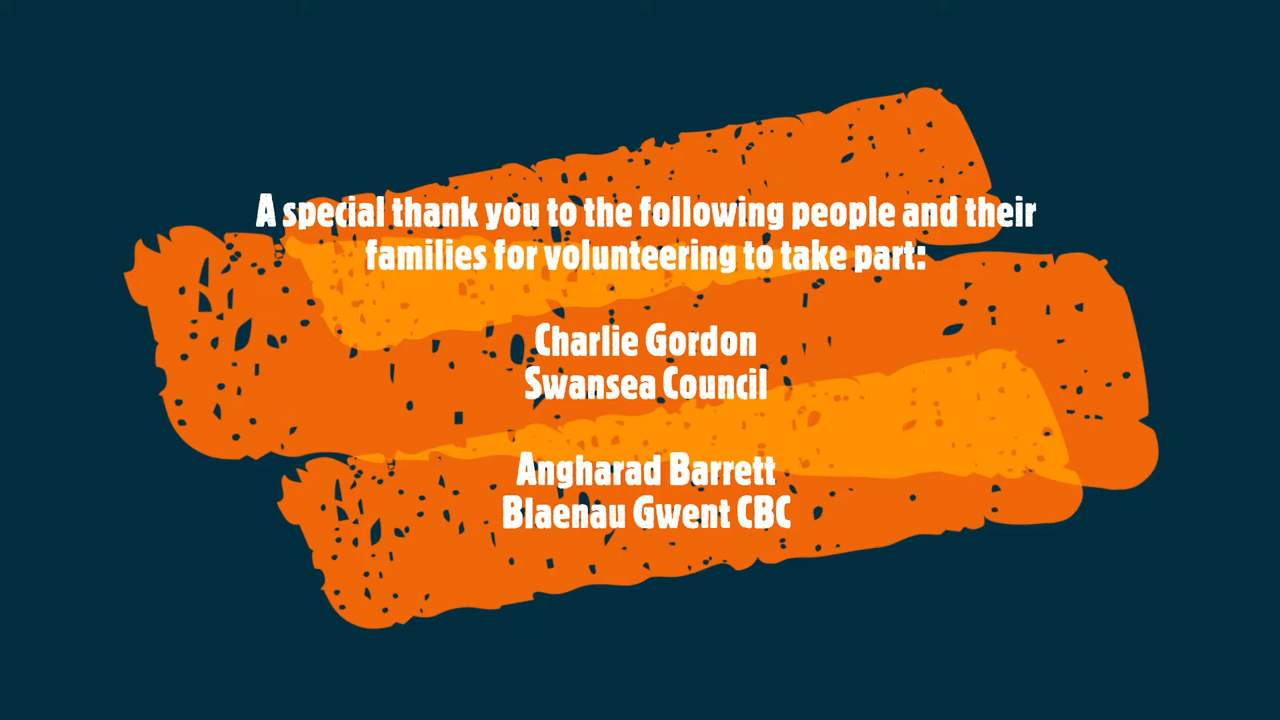 A special thank you to the following people and their
families for volunteering to take part:
Charlie Gordon
Swansea Council
Angharad Barrett
Blaenau Gwent CBC